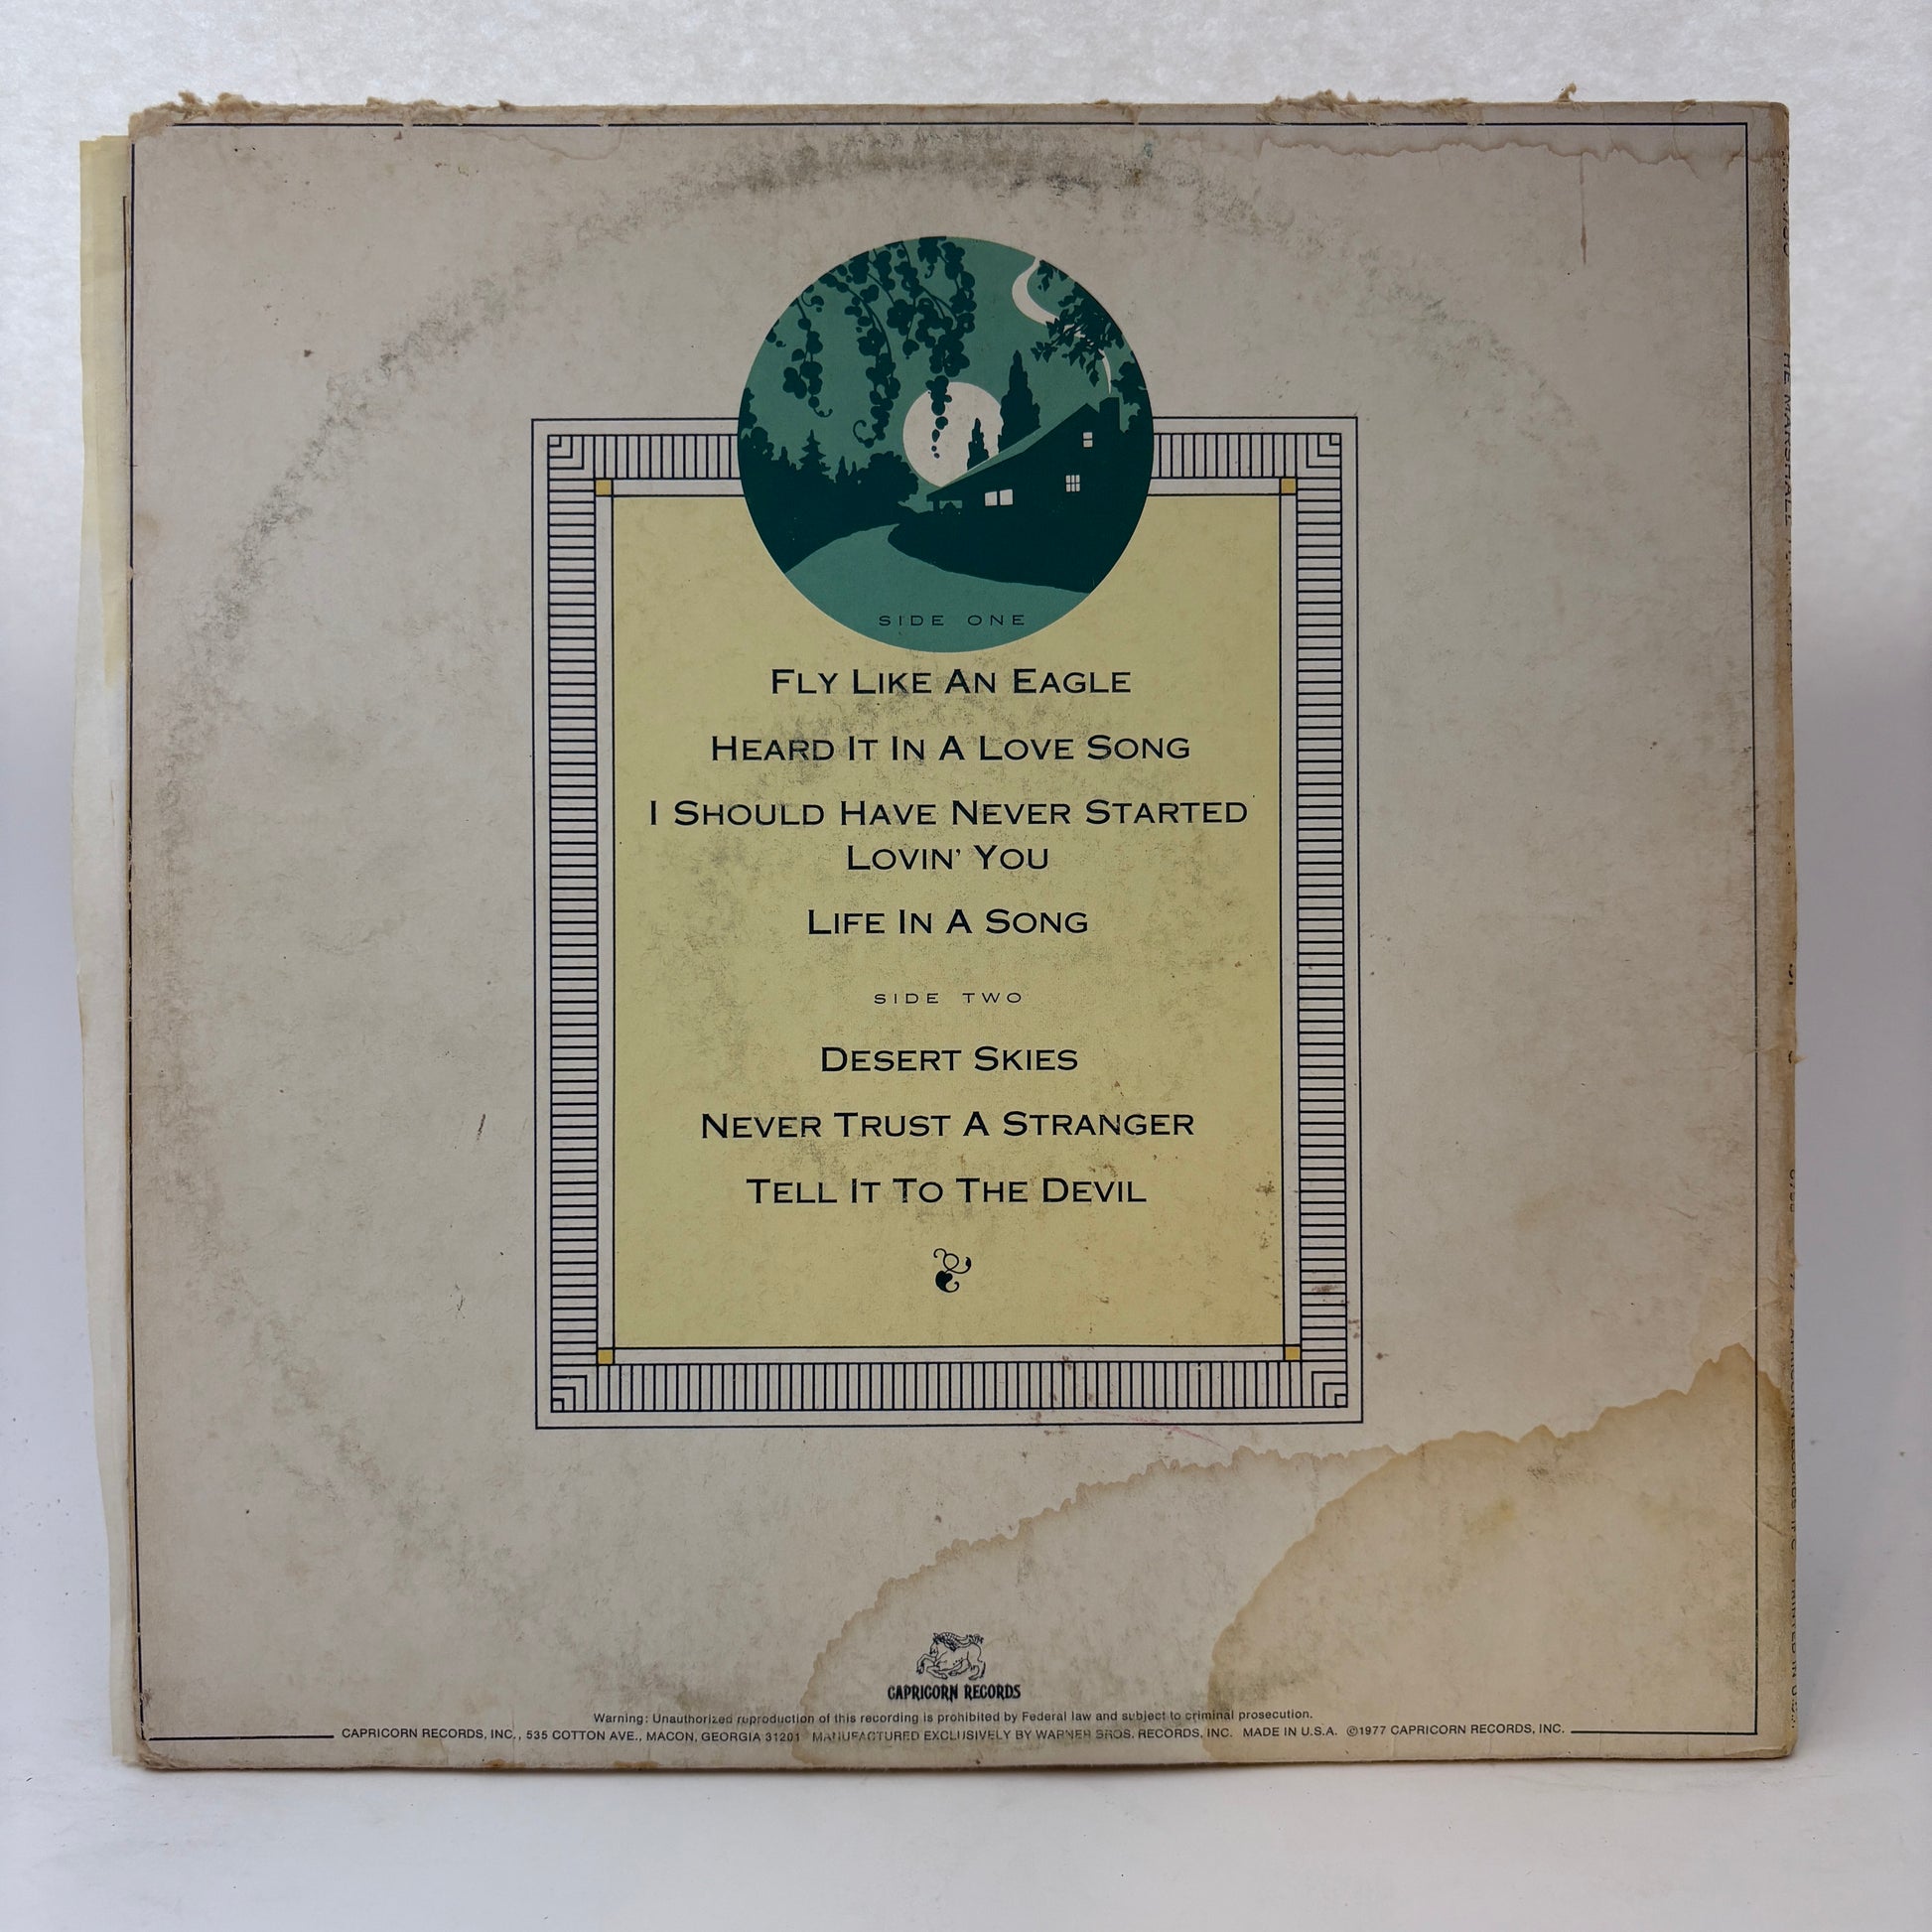 SIDE ONE
FLY LIKE AN EAGLE
HEARD IT IN A LOVE SONG
I SHOULD HAVE NEVER STARTED
LOVIN' YOU
LIFE IN A SONG
SIDE TWO
DESERT SKIES
NEVER TRUST A STRANGER
TELL IT TO THE DEVIL
CAPRICORN RECORDS
Warning: Unauthorized reproduction of this recording is prohibited by Federal law and subject to criminal prosecution.
CAPRICORN RECORDS, INC., 535 COTTON AVE., MACON, GEORGIA 31201 MANUFACTURED EXCLUSIVELY BY WARNER BROS. RECORDS, INC. MADE IN U.S.A. ©1977 CAPRICORN RECORDS, INC.
THE MARSHALL